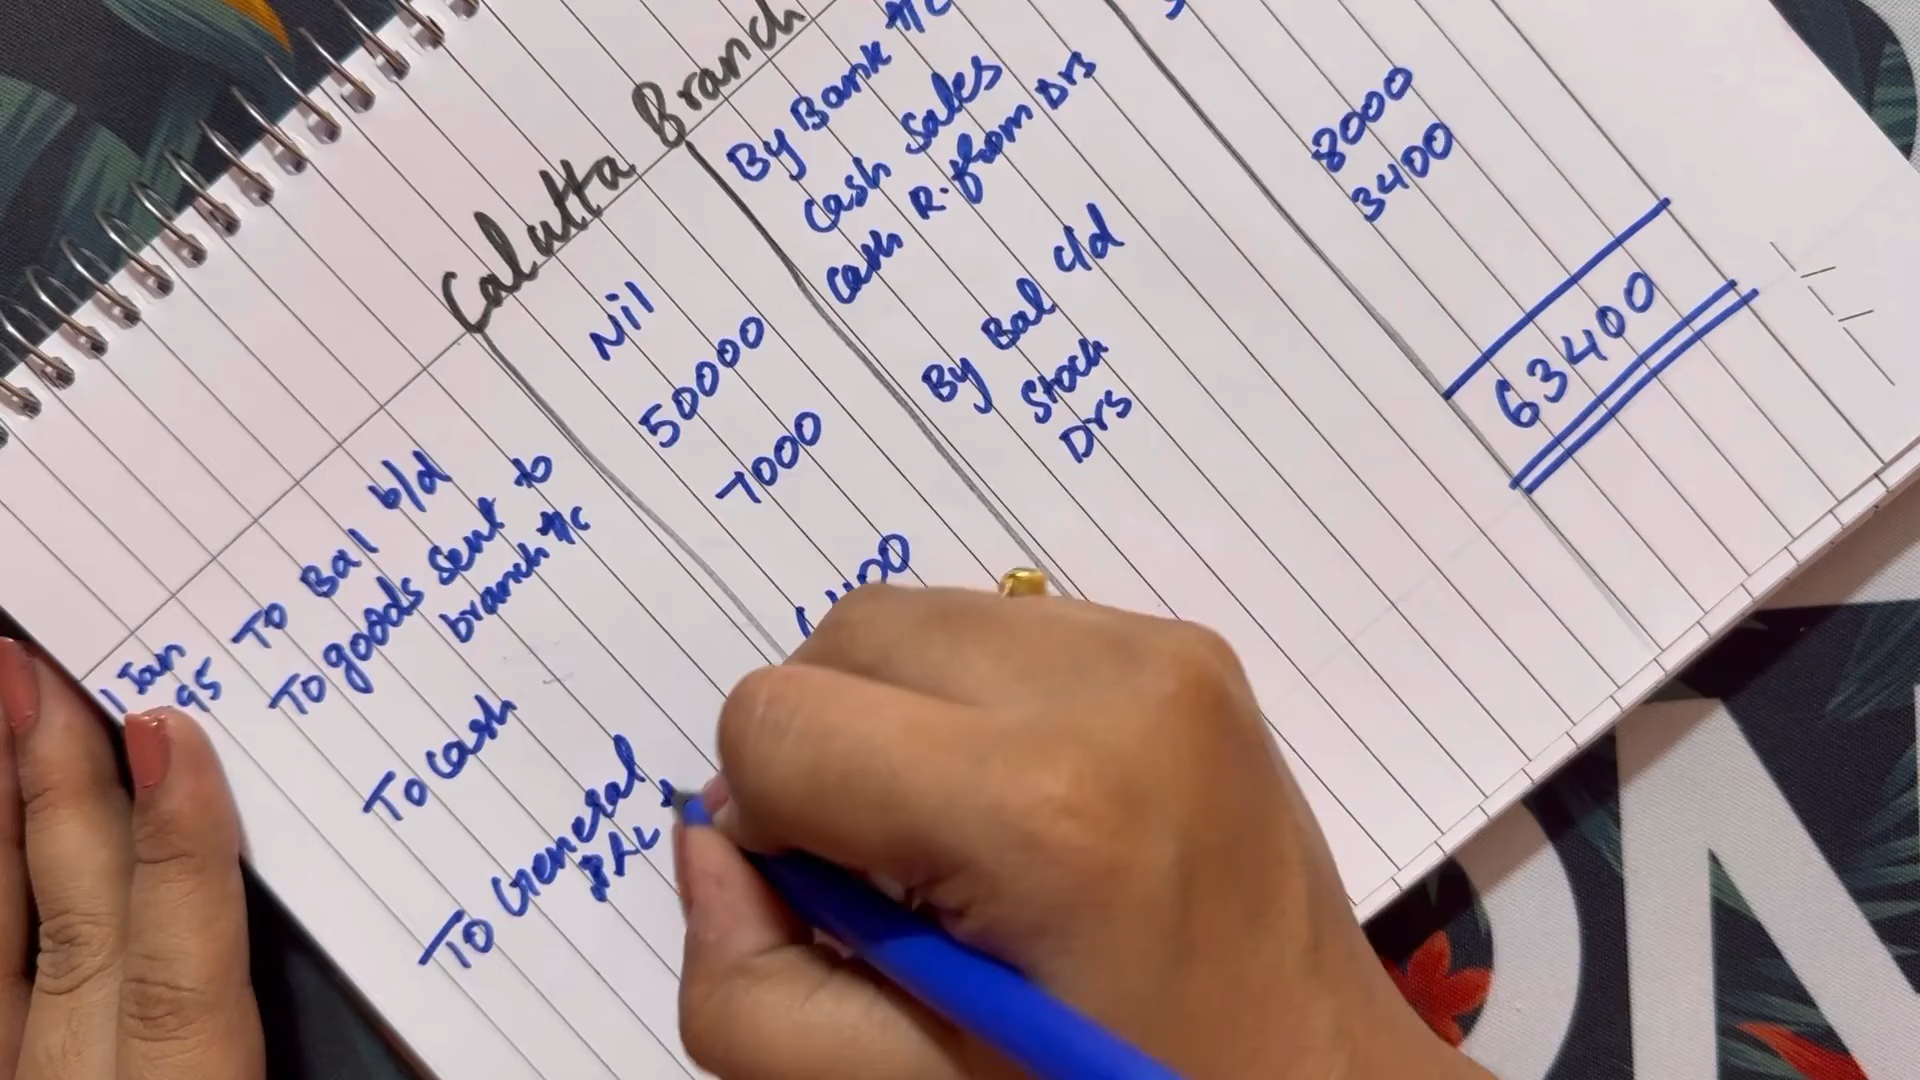 Calutta Branch
1 Jan
95
To Bal b/d
Nil
To goods sent to
branch A/c
50000
To cash
7000
To General
P&L
By Bank A/c
Cash Sales
Cash R. from Drs
By Bal c/d
Stock
8000
Drs
3400
63400